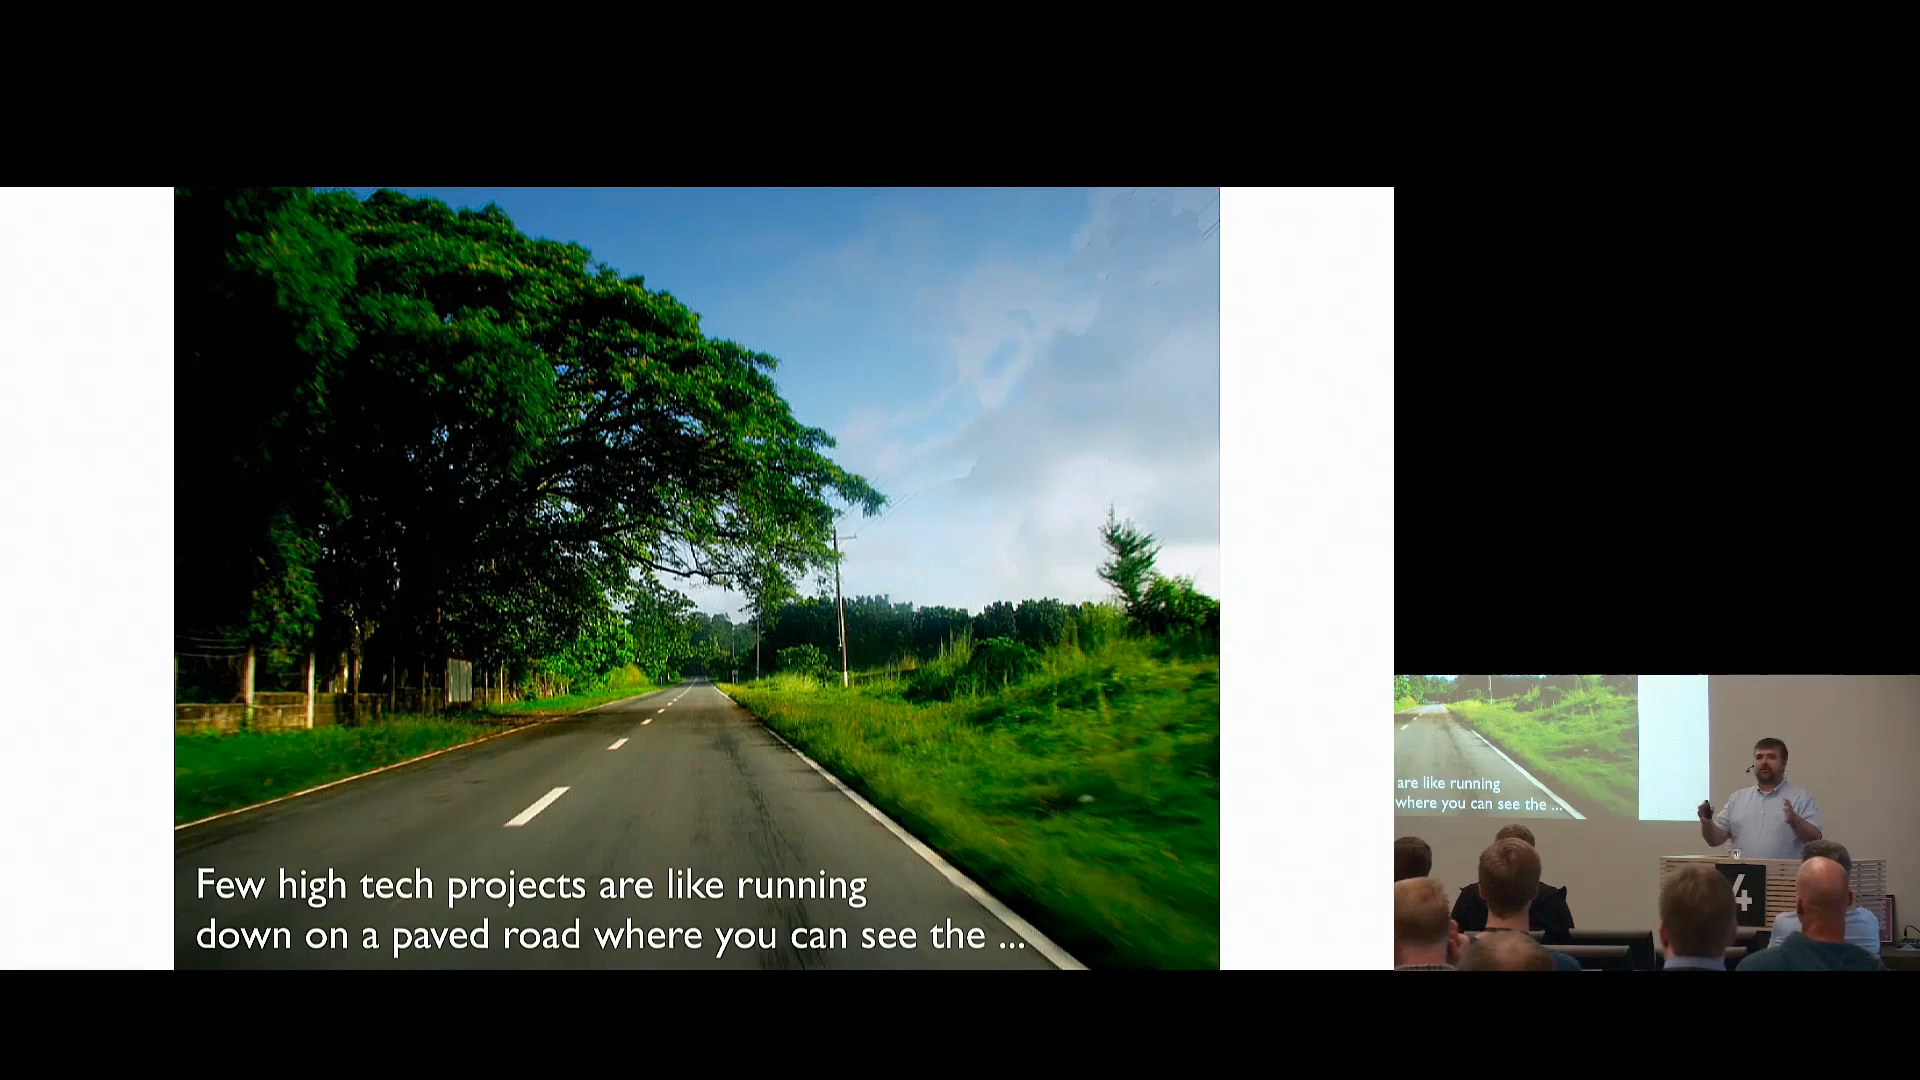 Few high tech projects are like running
down on a paved road where you can see the ...
are like running
where you can see the ...
4